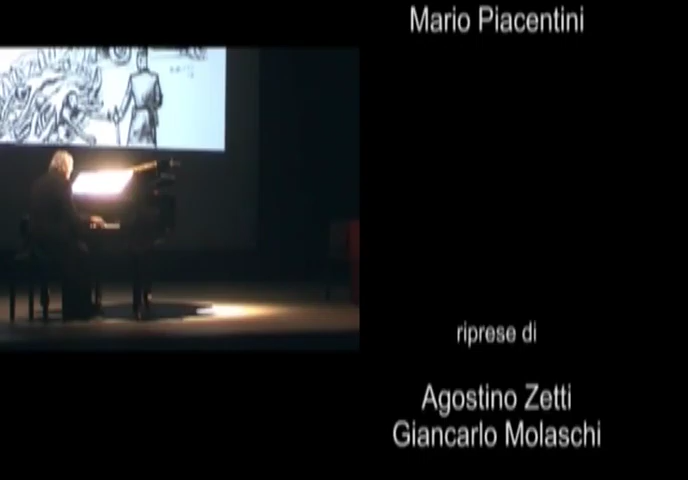 Mario Piacentini
riprese di
Agostino Zetti
Giancarlo Molaschi